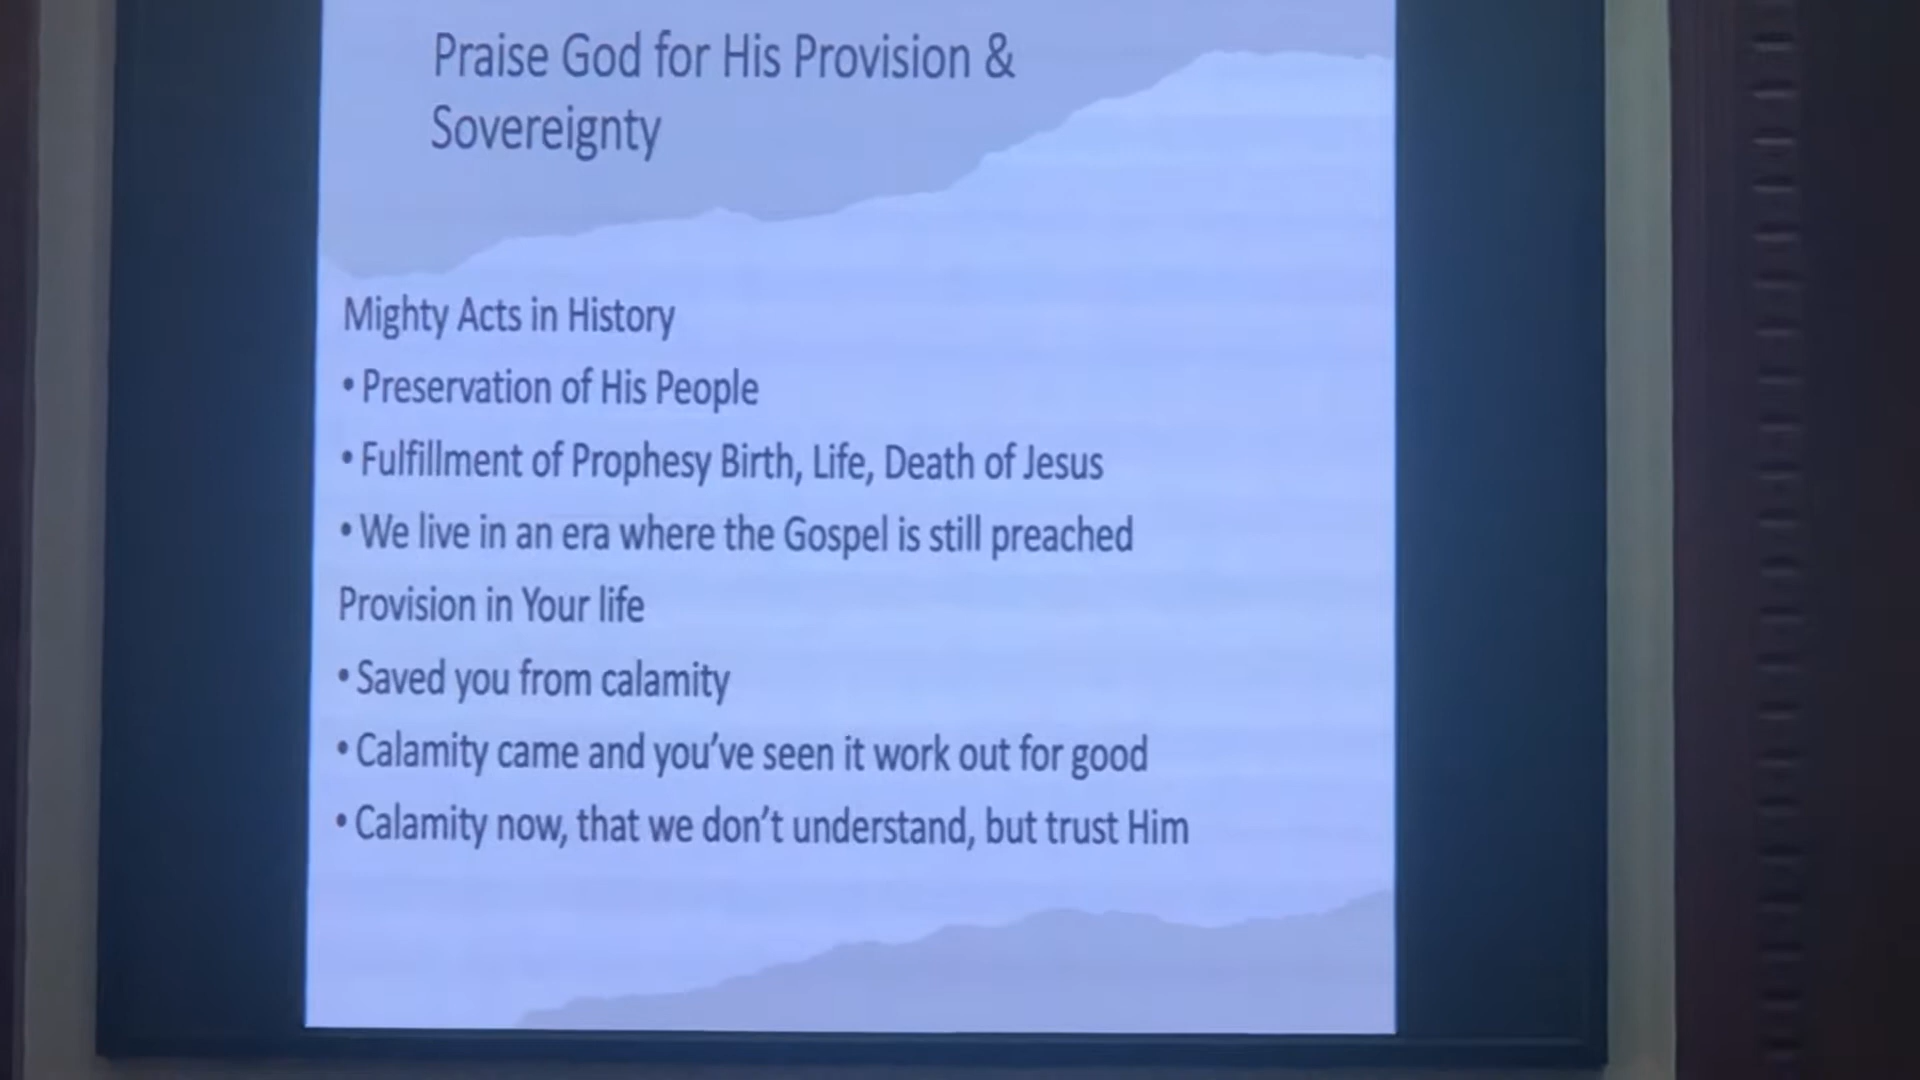 Praise God for His Provision &
Sovereignty
Mighty Acts in History
• Preservation of His People
• Fulfillment of Prophesy Birth, Life, Death of Jesus
• We live in an era where the Gospel is still preached
Provision in Your life
• Saved you from calamity
• Calamity came and you’ve seen it work out for good
• Calamity now, that we don’t understand, but trust Him